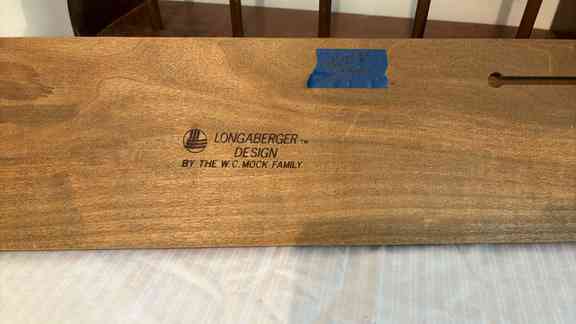 LONGABERGER™
DESIGN
BY THE W.C. MOCK FAMILY